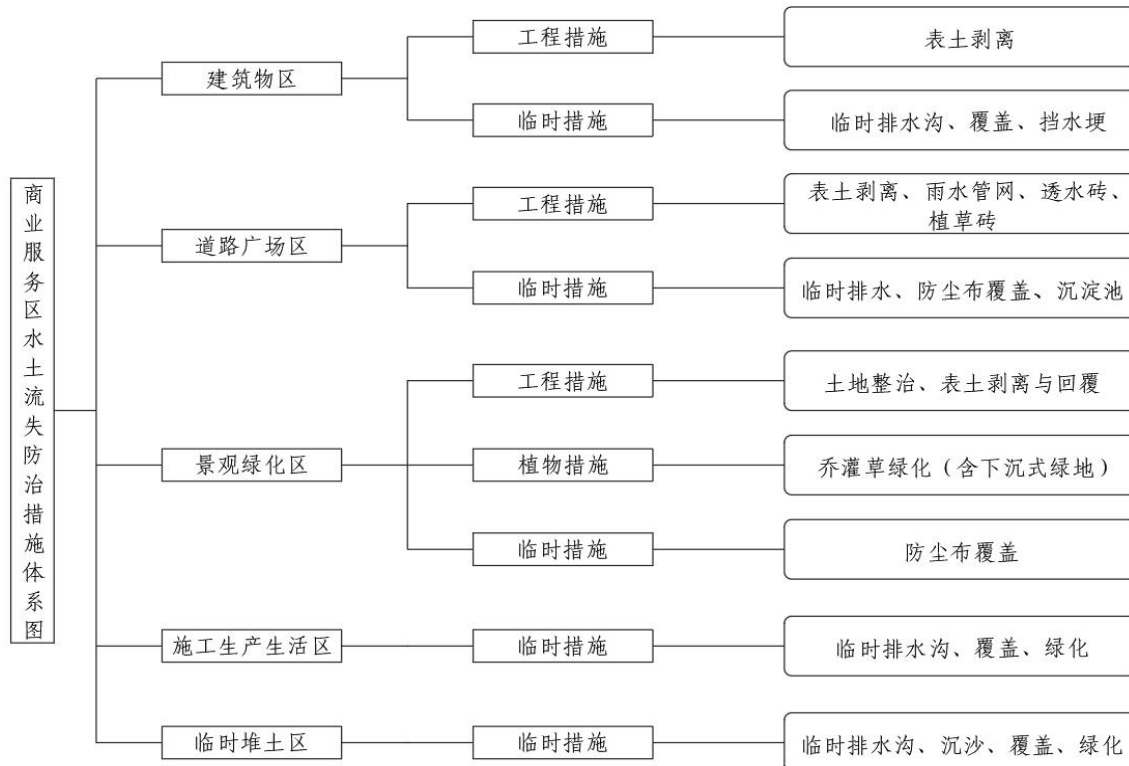 商业服务区水土流失防治措施体系图
建筑物区
工程措施
表土剥离
临时措施
临时排水沟、覆盖、挡水埂
道路广场区
工程措施
表土剥离、雨水管网、透水砖、
植草砖
临时措施
临时排水、防尘布覆盖、沉淀池
景观绿化区
工程措施
土地整治、表土剥离与回覆
植物措施
乔灌草绿化（含下沉式绿地）
临时措施
防尘布覆盖
施工生产生活区
临时措施
临时排水沟、覆盖、绿化
临时堆土区
临时措施
临时排水沟、沉沙、覆盖、绿化